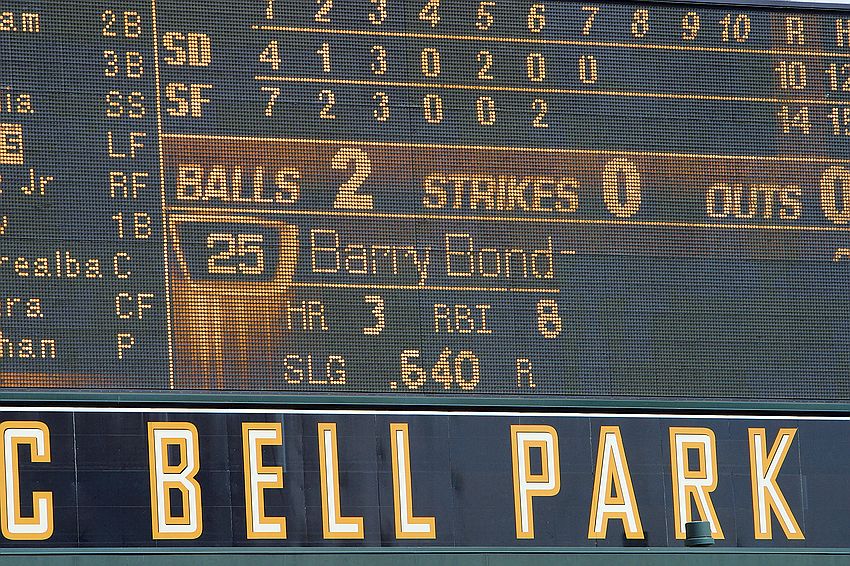 am 2B 1 2 3 4 5 6 7 8 9 10 R
3B SD 4 1 3 0 2 0 0 10 12
ia SS SF 7 2 3 0 0 2 14 15
LF
Jr RF BALLS 2 STRIKES 0 OUTS 0
1B 25 Barry Bond
realba C
ra CF HR 3 RBI 8
han P
SLG .640 R
C BELL PARK